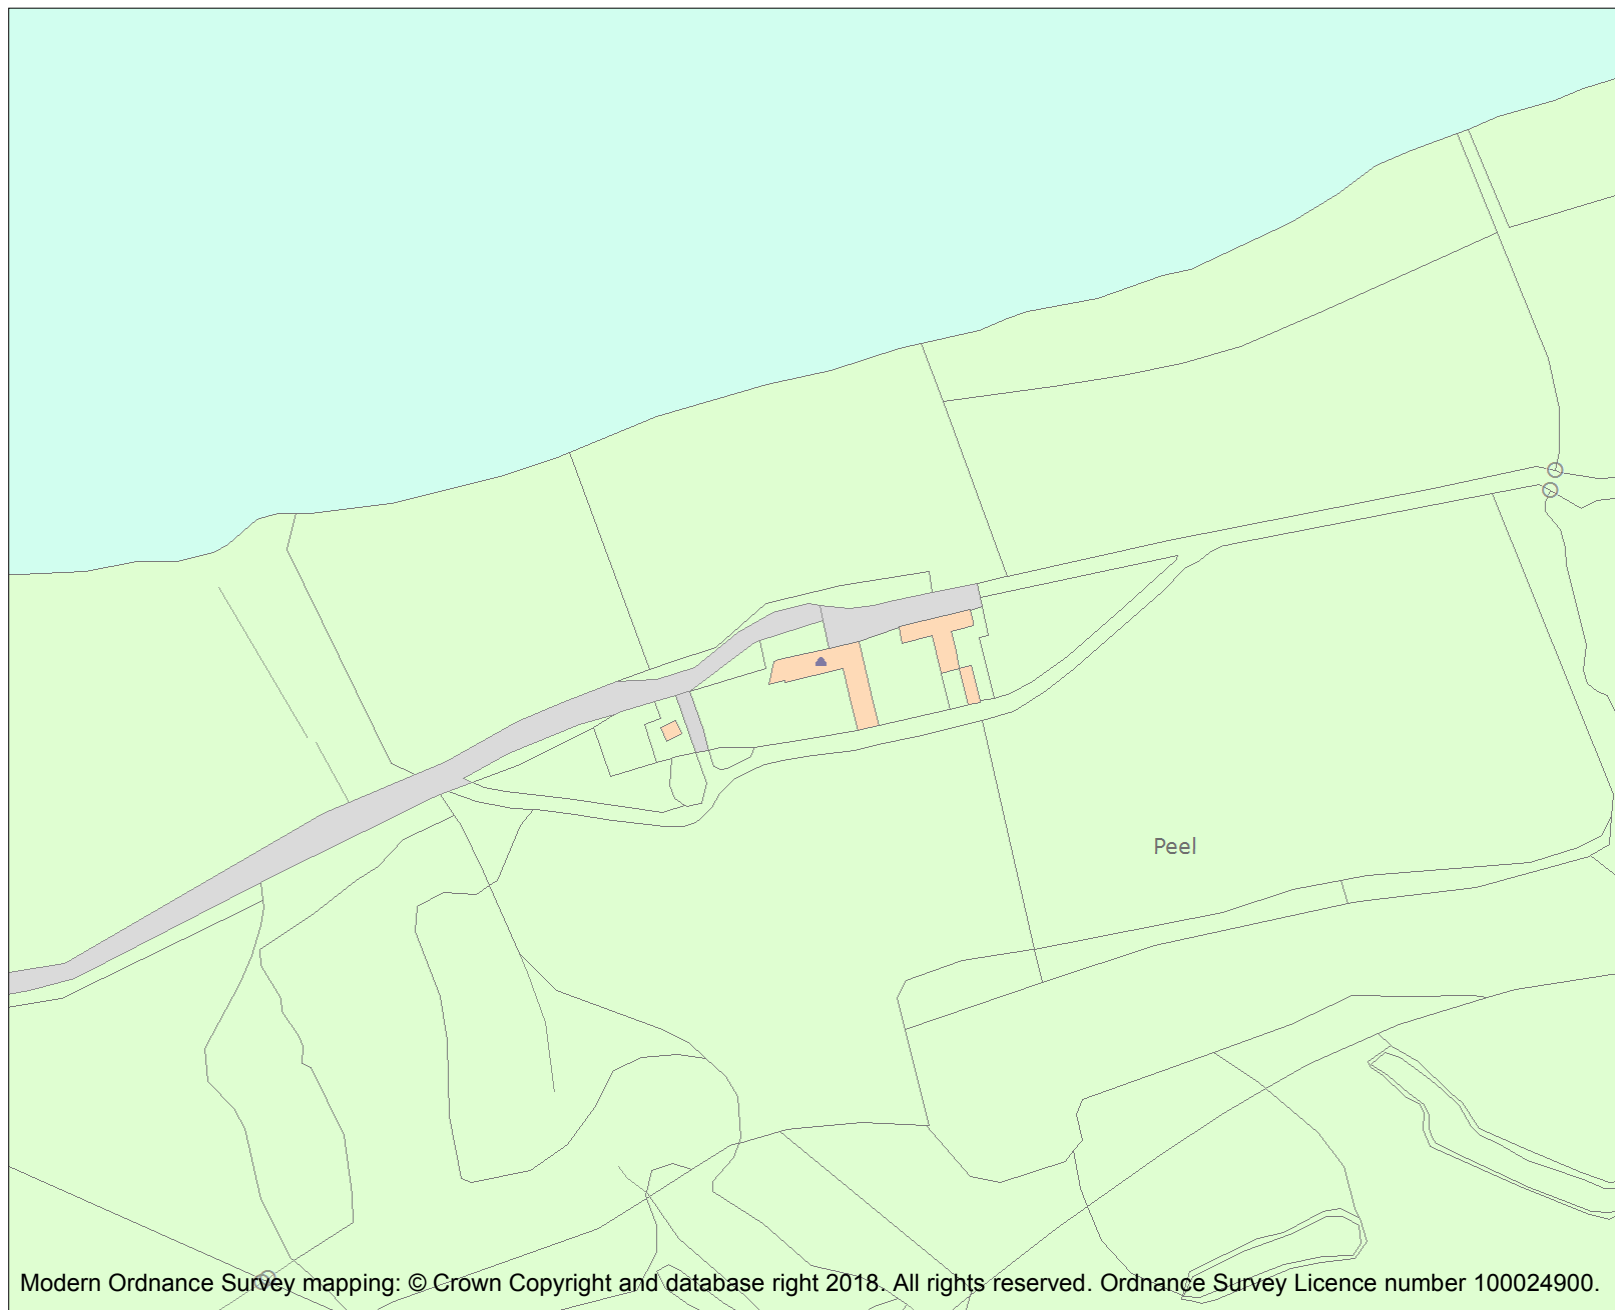 Peel
Modern Ordnance Survey mapping: © Crown Copyright and database right 2018. All rights reserved. Ordnance Survey Licence number 100024900.